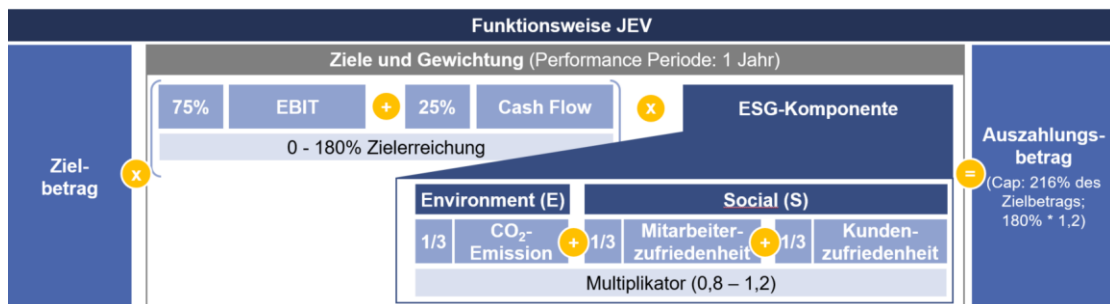 Funktionsweise JEV
Ziele und Gewichtung (Performance Periode: 1 Jahr)
Ziel-
betrag
x
75%
EBIT
+
25%
Cash Flow
0 - 180% Zielerreichung
x
ESG-Komponente
Environment (E)
1/3
CO₂-
Emission
+
Social (S)
1/3
Mitarbeiter-
zufriedenheit
+
1/3
Kunden-
zufriedenheit
Multiplikator (0,8 – 1,2)
=
Auszahlungs-
betrag
(Cap: 216% des
Zielbetrags;
180% * 1,2)